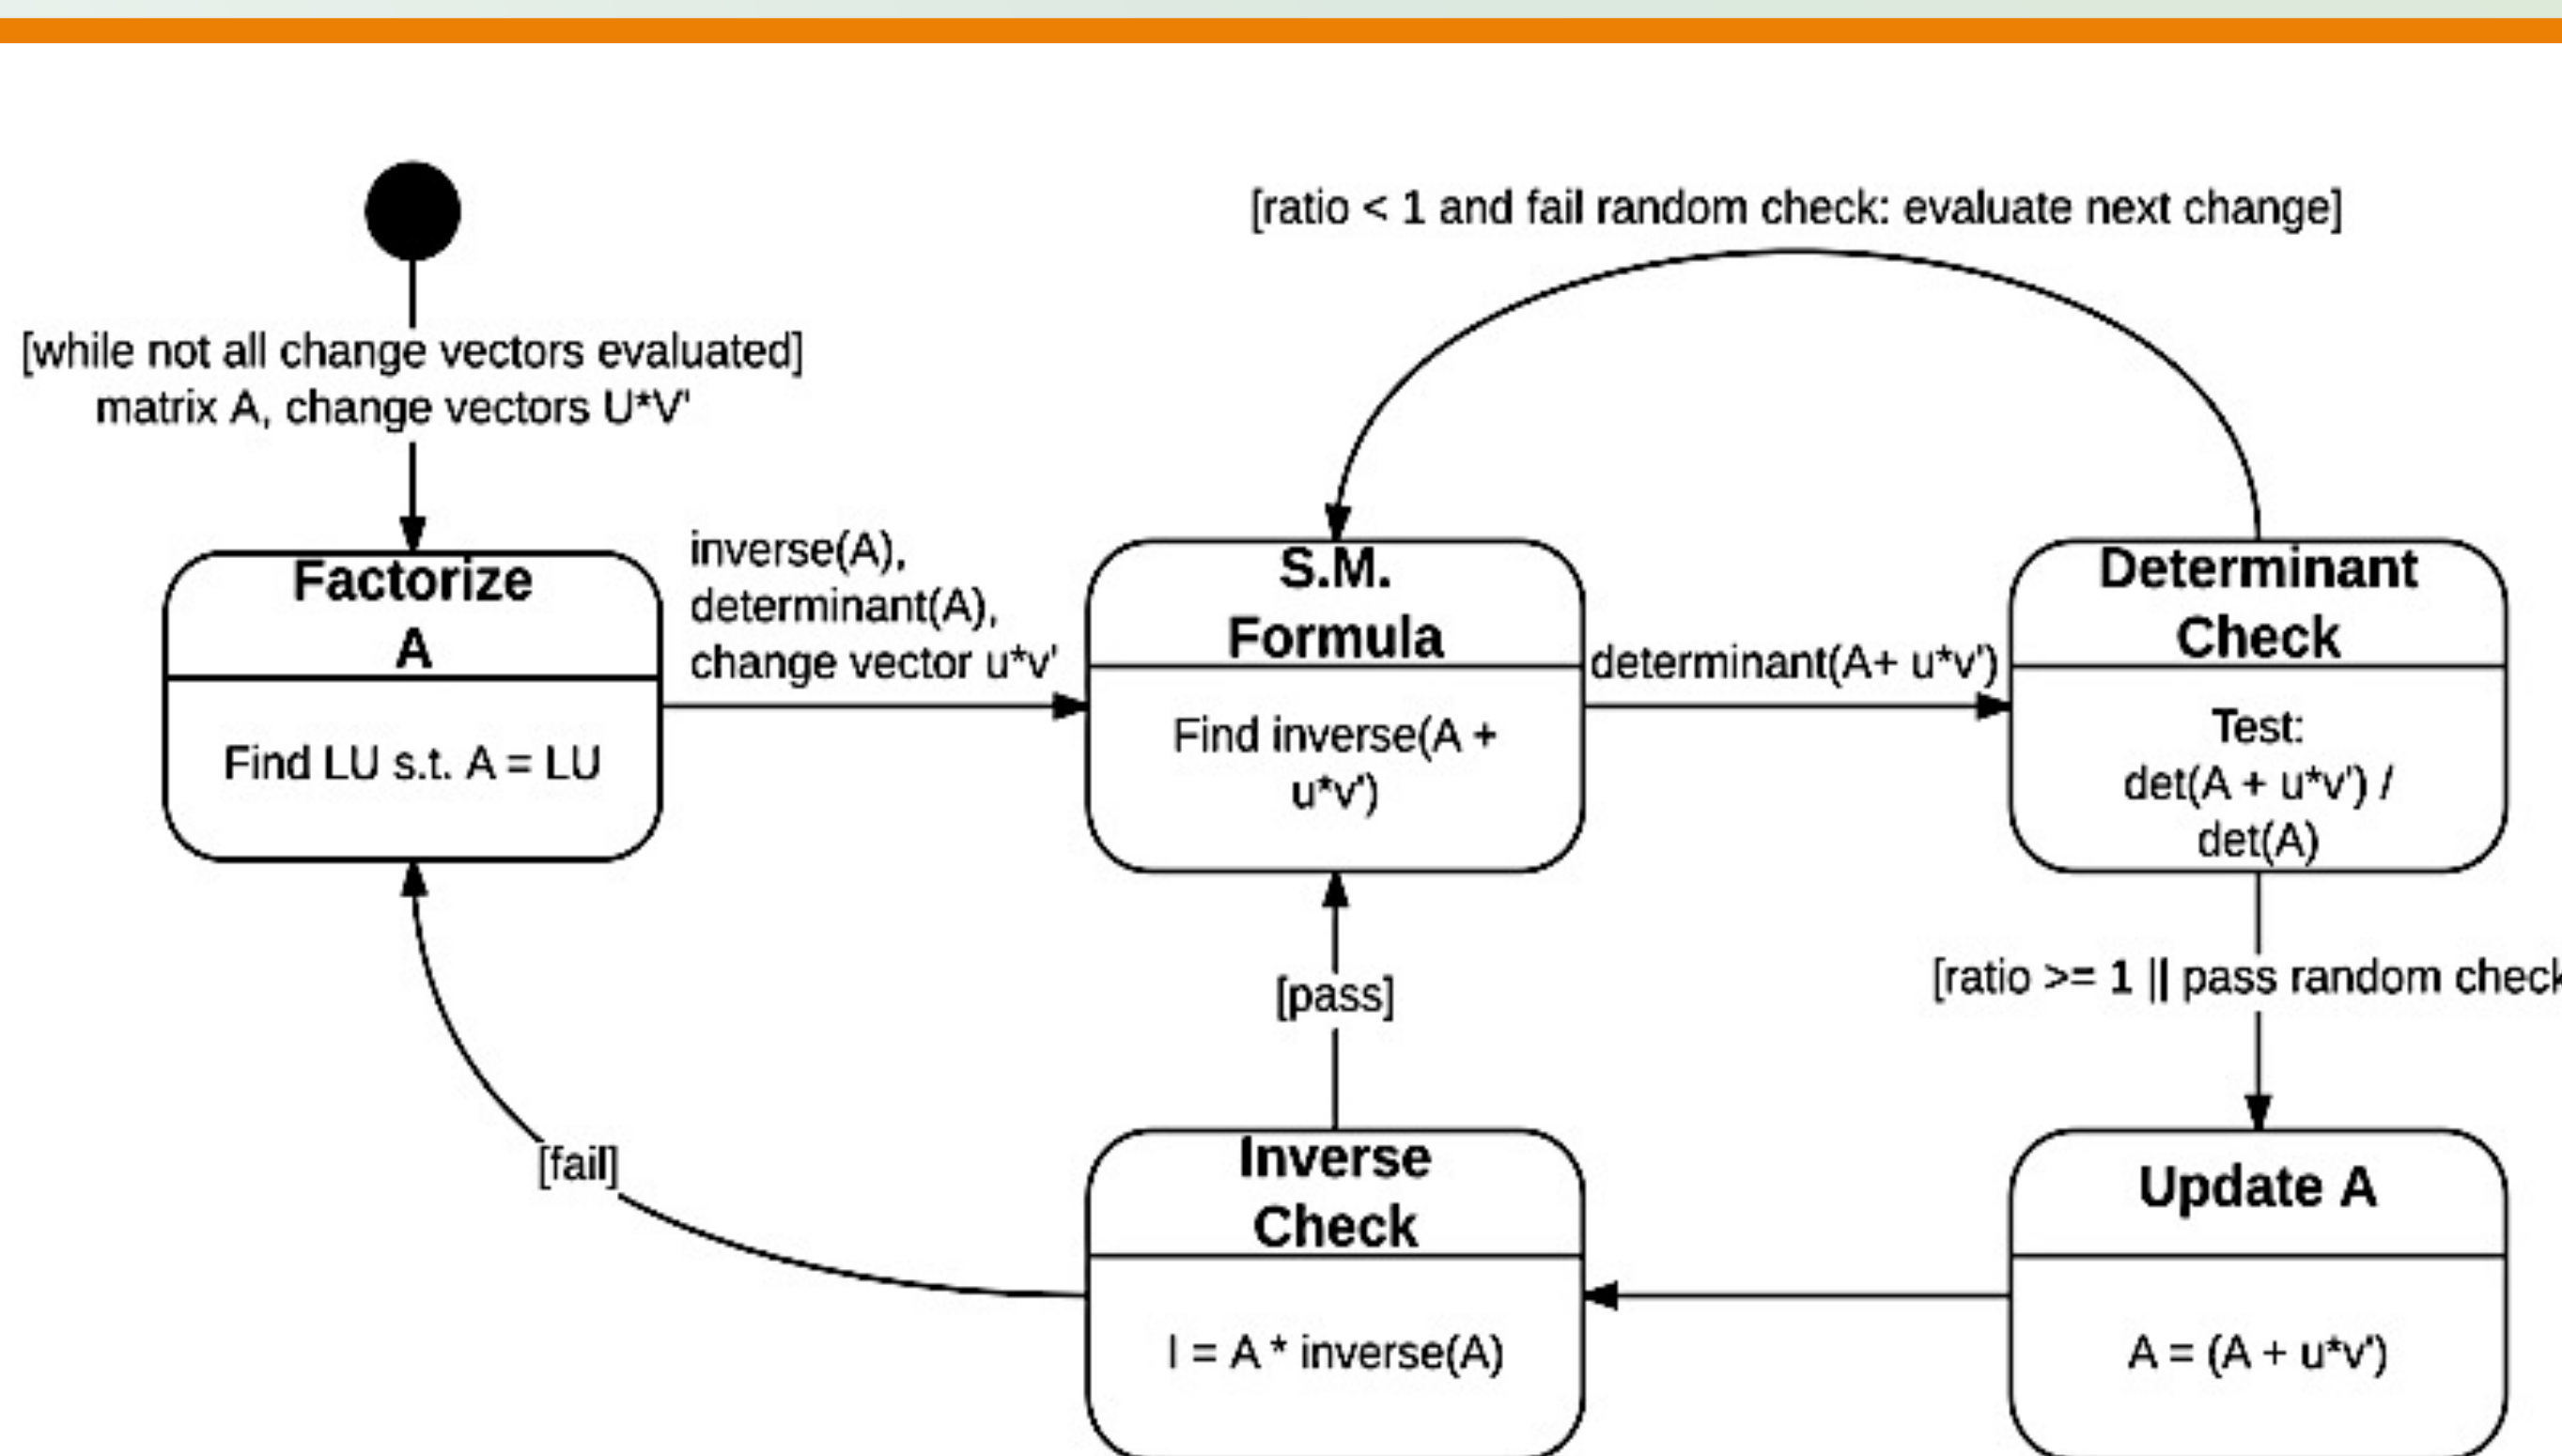 [ratio < 1 and fail random check: evaluate next change]
[while not all change vectors evaluated]
matrix A, change vectors U*V'
Factorize
A
Find LU s.t. A = LU
inverse(A),
determinant(A),
change vector u*v'
S.M.
Formula
Find inverse(A +
u*v')
determinant(A+ u*v')
Determinant
Check
Test:
det(A + u*v') /
det(A)
[ratio >= 1 || pass random check
[pass]
[fail]
Inverse
Check
I = A * inverse(A)
Update A
A = (A + u*v')